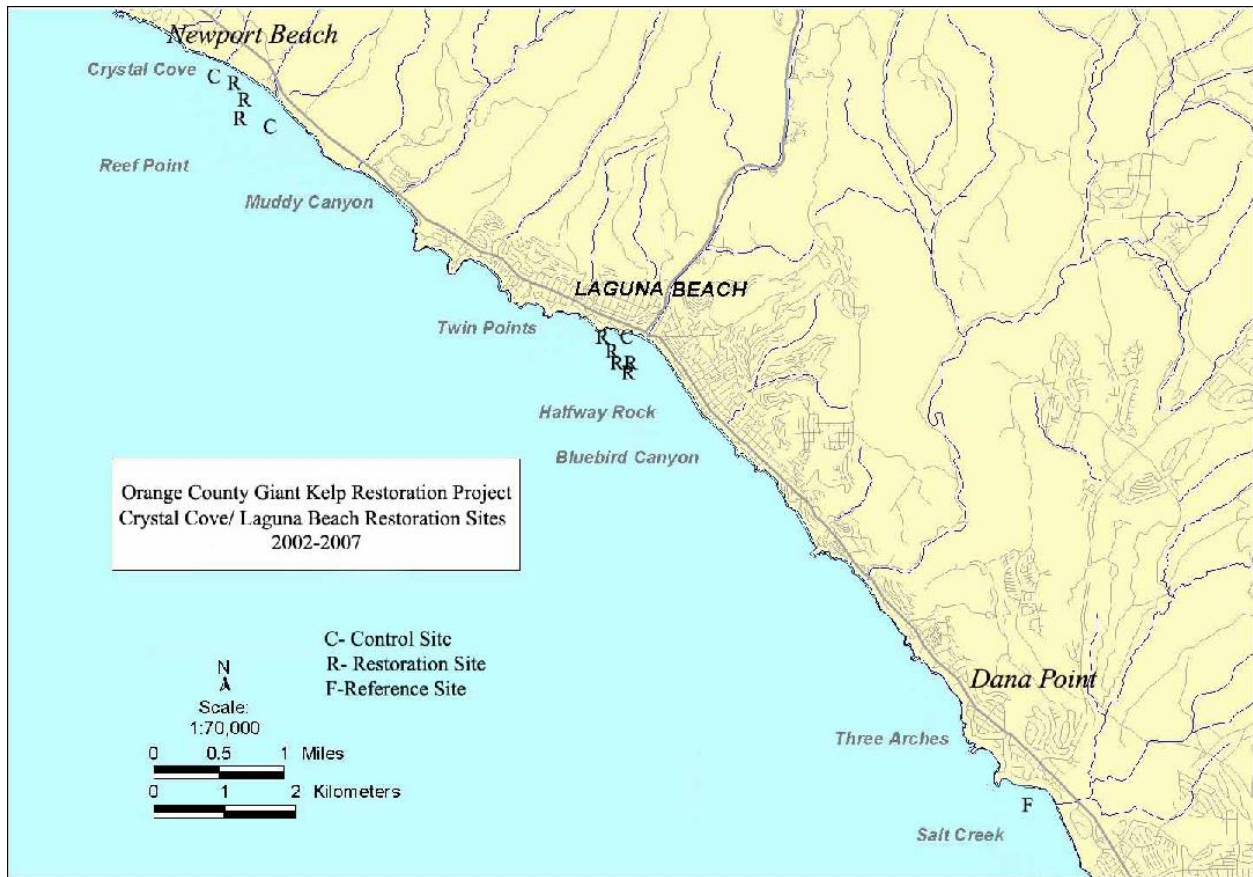 Newport Beach
Crystal Cove
C
R
R
R
C
Reef Point
Muddy Canyon
LAGUNA BEACH
Twin Points
R C
R
R R
R
Halfway Rock
Bluebird Canyon
Orange County Giant Kelp Restoration Project
Crystal Cove/ Laguna Beach Restoration Sites
2002-2007
C- Control Site
R- Restoration Site
F-Reference Site
N
Scale:
1:70,000
0 0.5 1 Miles
0 1 2 Kilometers
Dana Point
Three Arches
F
Salt Creek